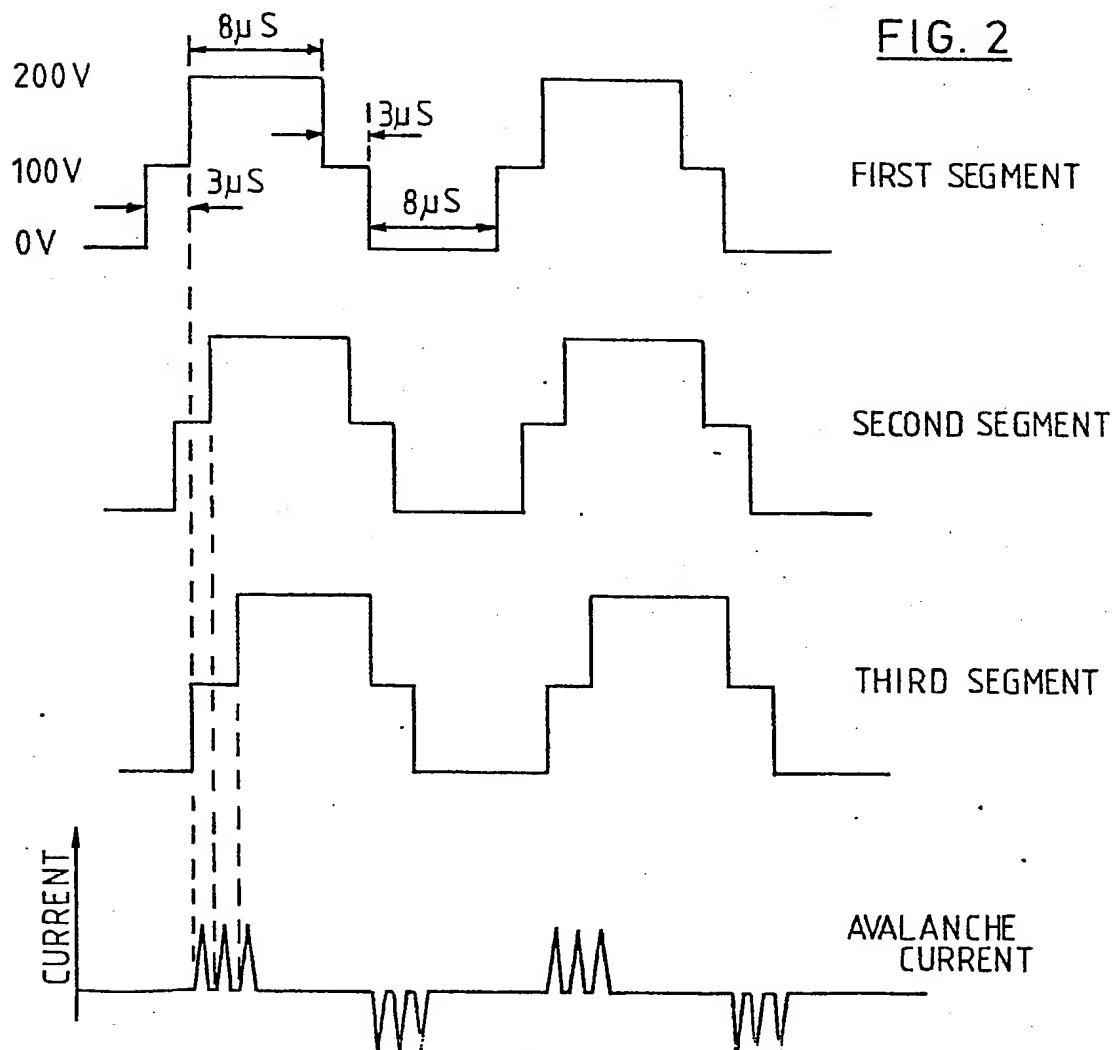 FIG. 2
8µS
200V
3µS
100V
FIRST SEGMENT
3µS
8µS
0V
SECOND SEGMENT
THIRD SEGMENT
CURRENT
AVALANCHE
CURRENT